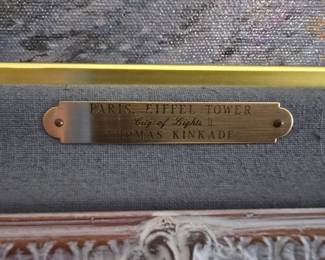 PARIS, EIFFEL TOWER
City of Lights II
THOMAS KINKADE